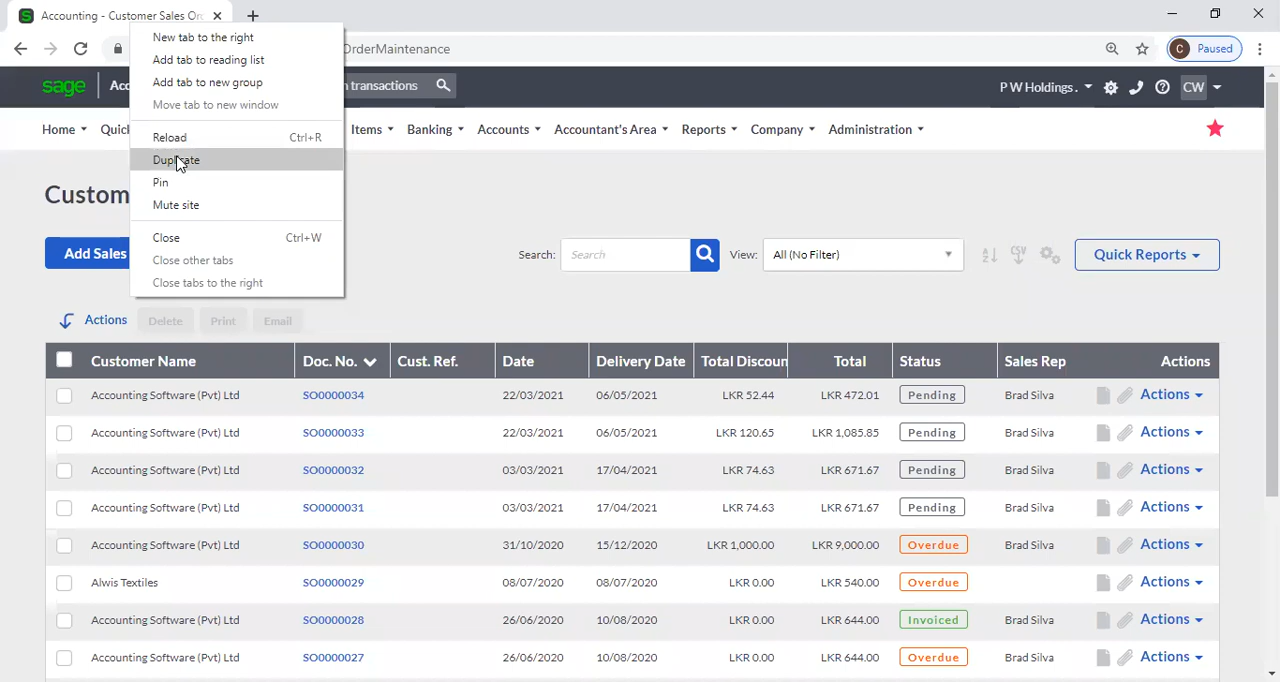 Accounting - Customer Sales Or
C Paused
OrderMaintenance
New tab to the right
Add tab to reading list
Add tab to new group
Move tab to new window
Reload Ctrl+R
Duplicate
Pin
Mute site
Close Ctrl+W
Close other tabs
Close tabs to the right
sage
transactions
P W Holdings .
CW
Home
Items
Banking
Accounts
Accountant's Area
Reports
Company
Administration
Add Sales
Search: Search
View: All (No Filter)
CSV
Quick Reports
Actions Delete Print Email
Customer Name Doc. No. Cust. Ref. Date Delivery Date Total Discoun Total Status Sales Rep Actions
Accounting Software (Pvt) Ltd SO0000034 22/03/2021 06/05/2021 LKR 52.44 LKR 472.01 Pending Brad Silva Actions
Accounting Software (Pvt) Ltd SO0000033 22/03/2021 06/05/2021 LKR 120.65 LKR 1,085.85 Pending Brad Silva Actions
Accounting Software (Pvt) Ltd SO0000032 03/03/2021 17/04/2021 LKR 74.63 LKR 671.67 Pending Brad Silva Actions
Accounting Software (Pvt) Ltd SO0000031 03/03/2021 17/04/2021 LKR 74.63 LKR 671.67 Pending Brad Silva Actions
Accounting Software (Pvt) Ltd SO0000030 31/10/2020 15/12/2020 LKR 1,000.00 LKR 9,000.00 Overdue Brad Silva Actions
Alwis Textiles SO0000029 08/07/2020 08/07/2020 LKR 0.00 LKR 540.00 Overdue Actions
Accounting Software (Pvt) Ltd SO0000028 26/06/2020 10/08/2020 LKR 0.00 LKR 644.00 Invoiced Brad Silva Actions
Accounting Software (Pvt) Ltd SO0000027 26/06/2020 10/08/2020 LKR 0.00 LKR 644.00 Overdue Brad Silva Actions